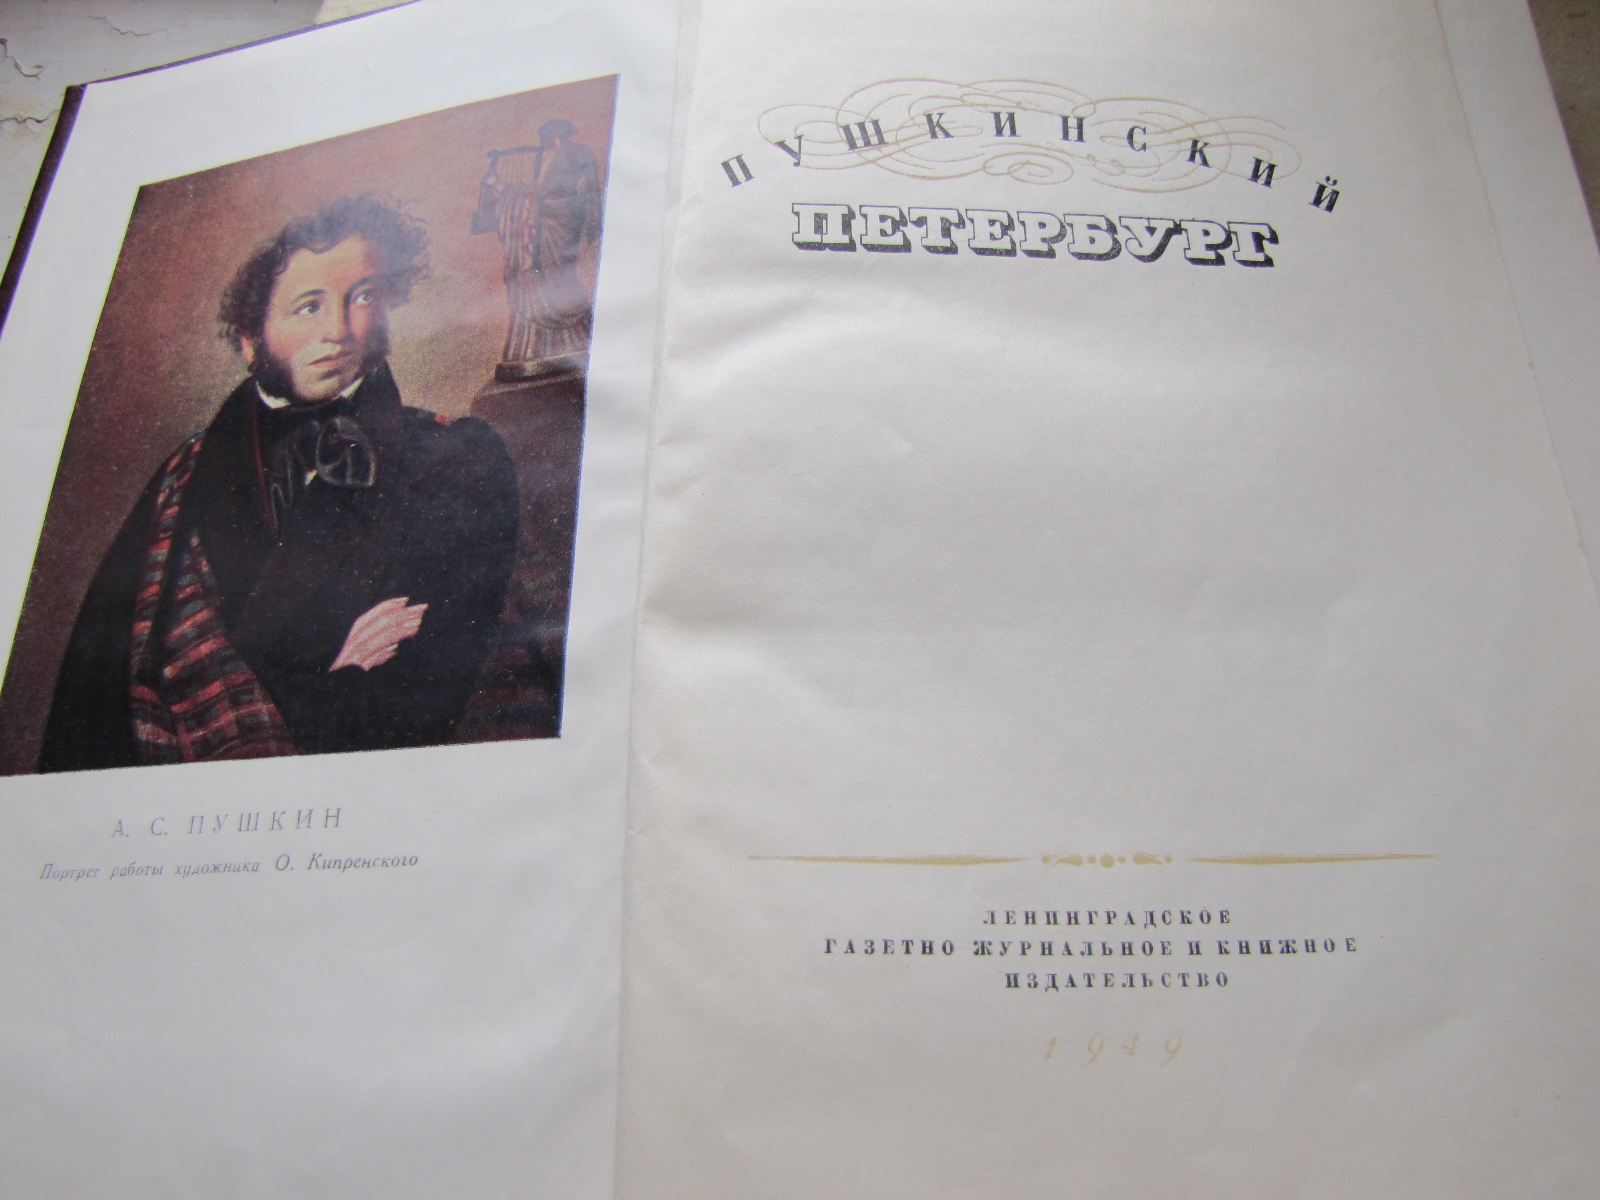 А. С. ПУШКИН
Портрет работы художника О. Кипренского
ПУШКИНСКИЙ
ПЕТЕРБУРГ
ЛЕНИНГРАДСКОЕ
ГАЗЕТНО ЖУРНАЛЬНОЕ И КНИЖНОЕ
ИЗДАТЕЛЬСТВО
1949